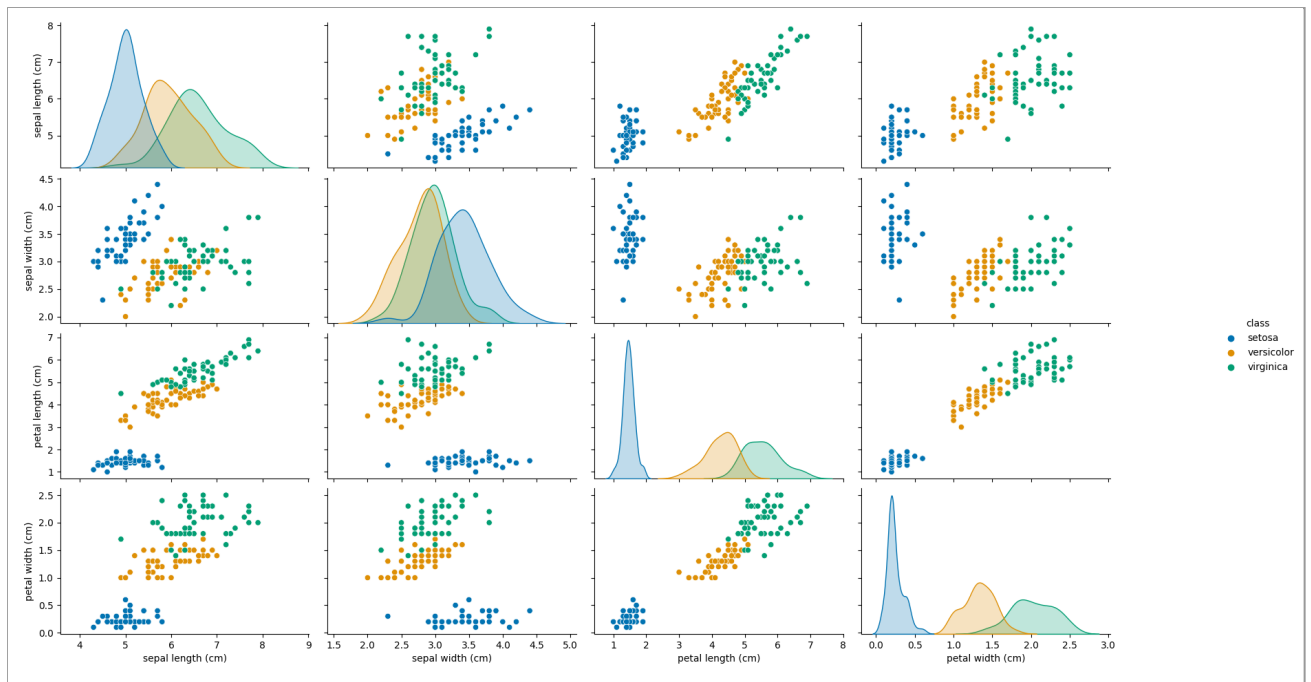 8
7
6
5
sepal length (cm)
4.5
4.0
3.5
3.0
2.5
2.0
sepal width (cm)
class
setosa
versicolor
virginica
7
6
5
4
3
2
1
petal length (cm)
2.5
2.0
1.5
1.0
0.5
0.0
petal width (cm)
4 5 6 7 8 9
sepal length (cm)
1.5 2.0 2.5 3.0 3.5 4.0 4.5 5.0
sepal width (cm)
1 2 3 4 5 6 7 8
petal length (cm)
0.0 0.5 1.0 1.5 2.0 2.5 3.0
petal width (cm)